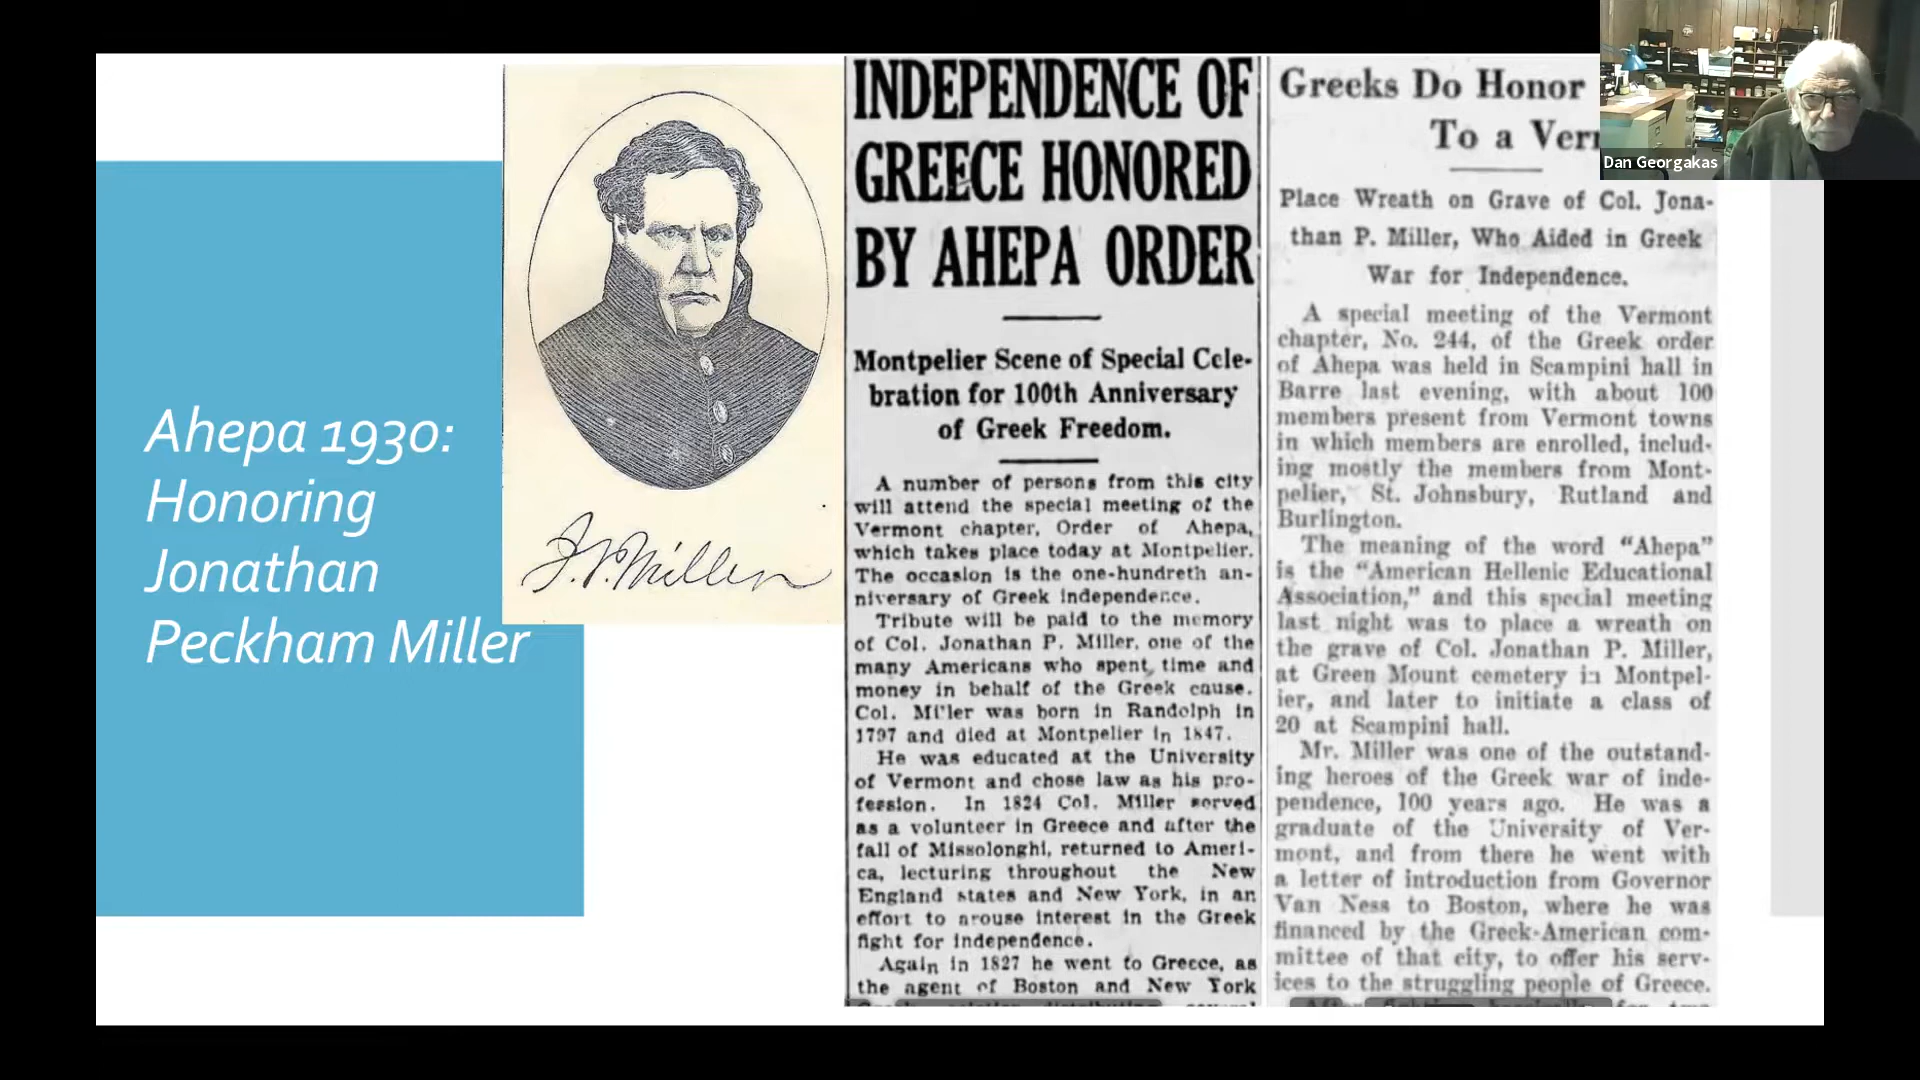 Ahepa 1930:
Honoring
Jonathan
Peckham Miller
J.P. Miller
INDEPENDENCE OF
GREECE HONORED
BY AHEPA ORDER
Montpelier Scene of Special Cele-
bration for 100th Anniversary
of Greek Freedom.
A number of persons from this city
will attend the special meeting of the
Vermont chapter, Order of Ahepa,
which takes place today at Montpelier.
The occasion is the one-hundreth an-
niversary of Greek independence.
Tribute will be paid to the memory
of Col. Jonathan P. Miller, one of the
many Americans who spent time and
money in behalf of the Greek cause.
Col. Miller was born in Randolph in
1797 and died at Montpelier in 1847.
He was educated at the University
of Vermont and chose law as his pro-
fession. In 1824 Col. Miller served
as a volunteer in Greece and after the
fall of Missolonghi, returned to Ameri-
ca, lecturing throughout the New
England states and New York, in an
effort to arouse interest in the Greek
fight for independence.
Again in 1827 he went to Greece, as
the agent of Boston and New York
Greeks Do Honor
To a Ver
Place Wreath on Grave of Col. Jona-
than P. Miller, Who Aided in Greek
War for Independence.
A special meeting of the Vermont
chapter, No. 244, of the Greek order
of Ahepa was held in Scampini hall in
Barre last evening, with about 100
members present from Vermont towns
in which members are enrolled, includ-
ing mostly the members from Mont-
pelier, St. Johnsbury, Rutland and
Burlington.
The meaning of the word "Ahepa"
is the "American Hellenic Educational
Association," and this special meeting
last night was to place a wreath on
the grave of Col. Jonathan P. Miller,
at Green Mount cemetery in Montpel-
ier, and later to initiate a class of
20 at Scampini hall.
Mr. Miller was one of the outstand-
ing heroes of the Greek war of inde-
pendence, 100 years ago. He was a
graduate of the University of Ver-
mont, and from there he went with
a letter of introduction from Governor
Van Ness to Boston, where he was
financed by the Greek-American com-
mittee of that city, to offer his serv-
ices to the struggling people of Greece.
Dan Georgakas